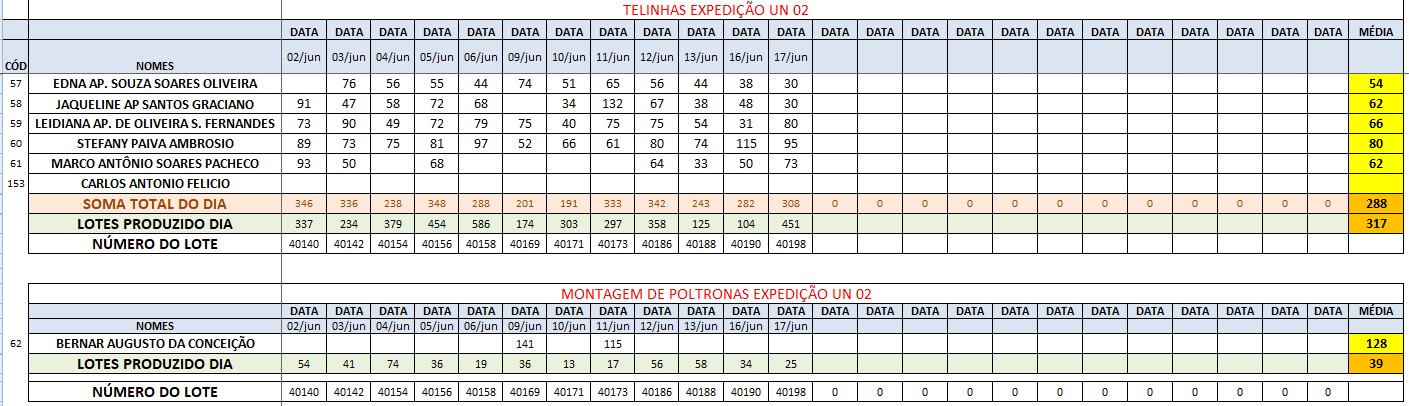 TELINHAS EXPEDIÇÃO UN 02
DATA DATA DATA DATA DATA DATA DATA DATA DATA DATA DATA DATA DATA DATA DATA DATA DATA DATA DATA DATA DATA DATA DATA DATA MÉDIA
CÓD NOMES 02/jun 03/jun 04/jun 05/jun 06/jun 09/jun 10/jun 11/jun 12/jun 13/jun 16/jun 17/jun
57 EDNA AP. SOUZA SOARES OLIVEIRA 76 56 55 44 74 51 65 56 44 38 30 54
58 JAQUELINE AP SANTOS GRACIANO 91 47 58 72 68 34 132 67 38 48 30 62
59 LEIDIANA AP. DE OLIVEIRA S. FERNANDES 73 90 49 72 79 75 40 75 75 54 31 80 66
60 STEFANY PAIVA AMBROSIO 89 73 75 81 97 52 66 61 80 74 115 95 80
61 MARCO ANTÔNIO SOARES PACHECO 93 50 68 64 33 50 73 62
153 CARLOS ANTONIO FELICIO
SOMA TOTAL DO DIA 346 336 238 348 288 201 191 333 342 243 282 308 0 0 0 0 0 0 0 0 0 0 0 0 288
LOTES PRODUZIDO DIA 337 234 379 454 586 174 303 297 358 125 104 451 317
NÚMERO DO LOTE 40140 40142 40154 40156 40158 40169 40171 40173 40186 40188 40190 40198
MONTAGEM DE POLTRONAS EXPEDIÇÃO UN 02
DATA DATA DATA DATA DATA DATA DATA DATA DATA DATA DATA DATA DATA DATA DATA DATA DATA DATA DATA DATA DATA DATA DATA DATA MÉDIA
NOMES 02/jun 03/jun 04/jun 05/jun 06/jun 09/jun 10/jun 11/jun 12/jun 13/jun 16/jun 17/jun
62 BERNAR AUGUSTO DA CONCEIÇÃO 141 115 128
LOTES PRODUZIDO DIA 54 41 74 36 19 36 13 17 56 58 34 25 39
NÚMERO DO LOTE 40140 40142 40154 40156 40158 40169 40171 40173 40186 40188 40190 40198 0 0 0 0 0 0 0 0 0 0 0 0